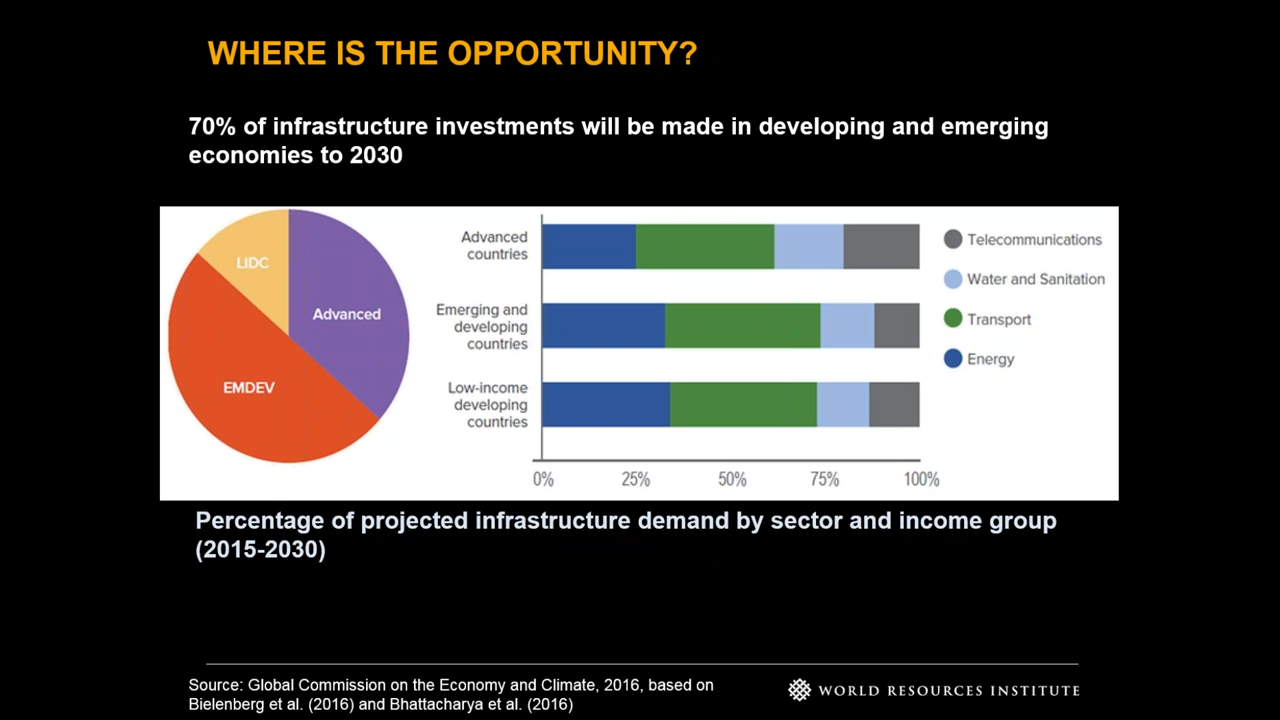 WHERE IS THE OPPORTUNITY?
70% of infrastructure investments will be made in developing and emerging
economies to 2030
LIDC
Advanced
EMDEV
Advanced
countries
Emerging and
developing
countries
Low-income
developing
countries
0% 25% 50% 75% 100%
Telecommunications
Water and Sanitation
Transport
Energy
Percentage of projected infrastructure demand by sector and income group
(2015-2030)
Source: Global Commission on the Economy and Climate, 2016, based on
Bielenberg et al. (2016) and Bhattacharya et al. (2016)
WORLD RESOURCES INSTITUTE